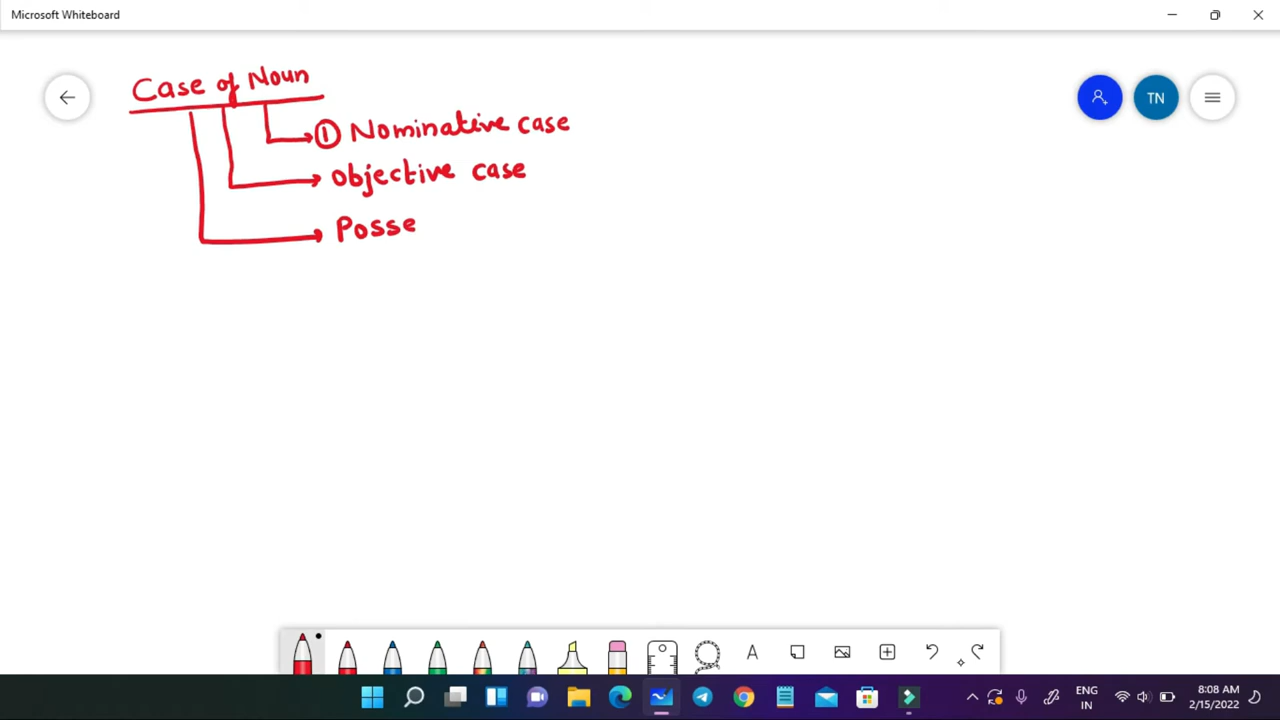 Microsoft Whiteboard
Case of Noun
① Nominative case
objective case
Posse
TN
A
ENG
IN
8:08 AM
2/15/2022